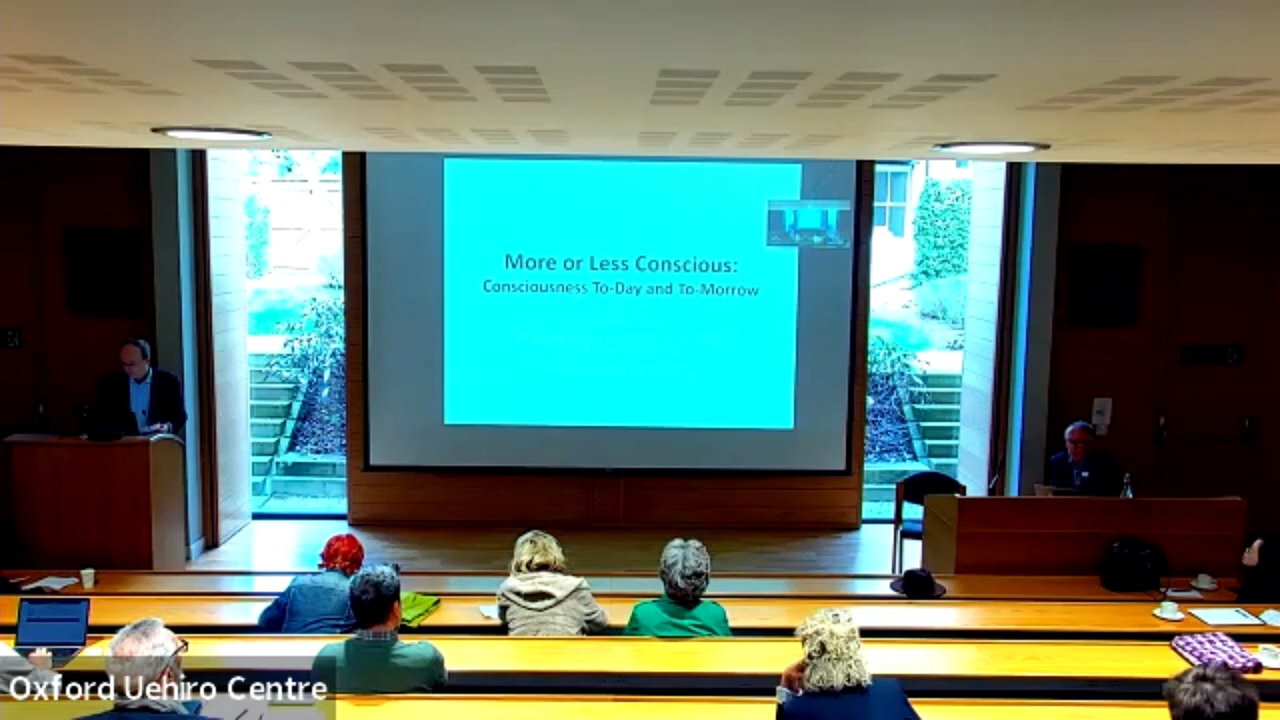 More or Less Conscious:
Consciousness To-Day and To-Morrow
Oxford Uehiro Centre